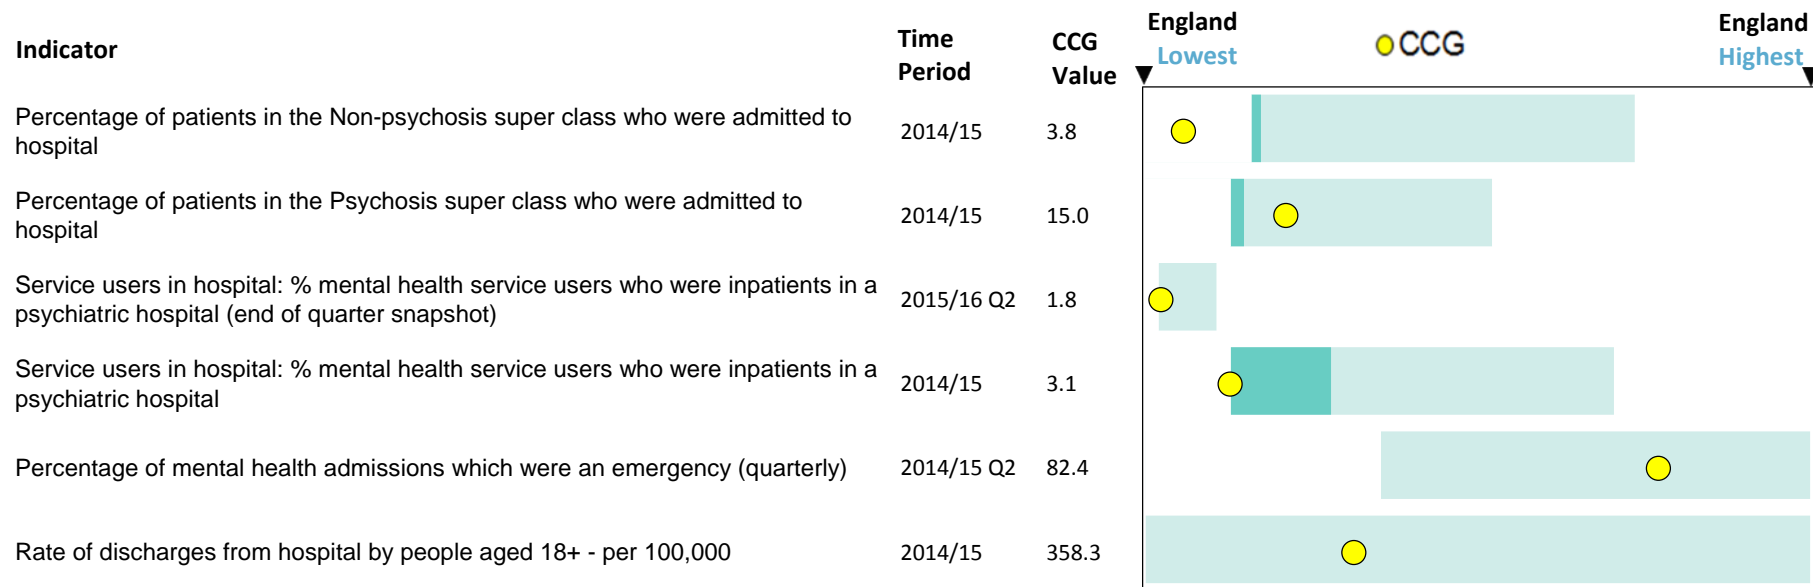 Indicator
Time Period
CCG Value
England Lowest
CCG
England Highest
Percentage of patients in the Non-psychosis super class who were admitted to
hospital
2014/15
3.8
Percentage of patients in the Psychosis super class who were admitted to
hospital
2014/15
15.0
Service users in hospital: % mental health service users who were inpatients in a
psychiatric hospital (end of quarter snapshot)
2015/16 Q2
1.8
Service users in hospital: % mental health service users who were inpatients in a
psychiatric hospital
2014/15
3.1
Percentage of mental health admissions which were an emergency (quarterly)
2014/15 Q2
82.4
Rate of discharges from hospital by people aged 18+ - per 100,000
2014/15
358.3